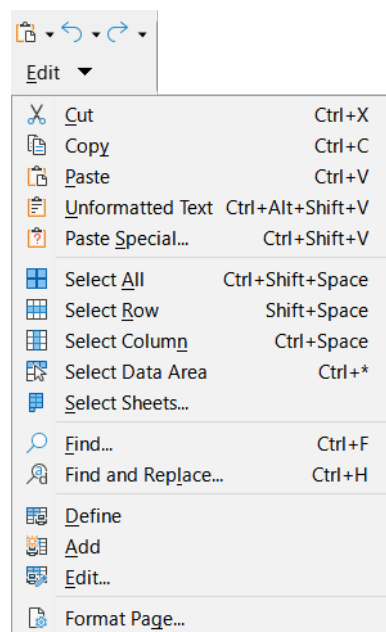 Edit
Cut Ctrl+X
Copy Ctrl+C
Paste Ctrl+V
Unformatted Text Ctrl+Alt+Shift+V
Paste Special... Ctrl+Shift+V
Select All Ctrl+Shift+Space
Select Row Shift+Space
Select Column Ctrl+Space
Select Data Area Ctrl+*
Select Sheets...
Find... Ctrl+F
Find and Replace... Ctrl+H
Define
Add
Edit...
Format Page...